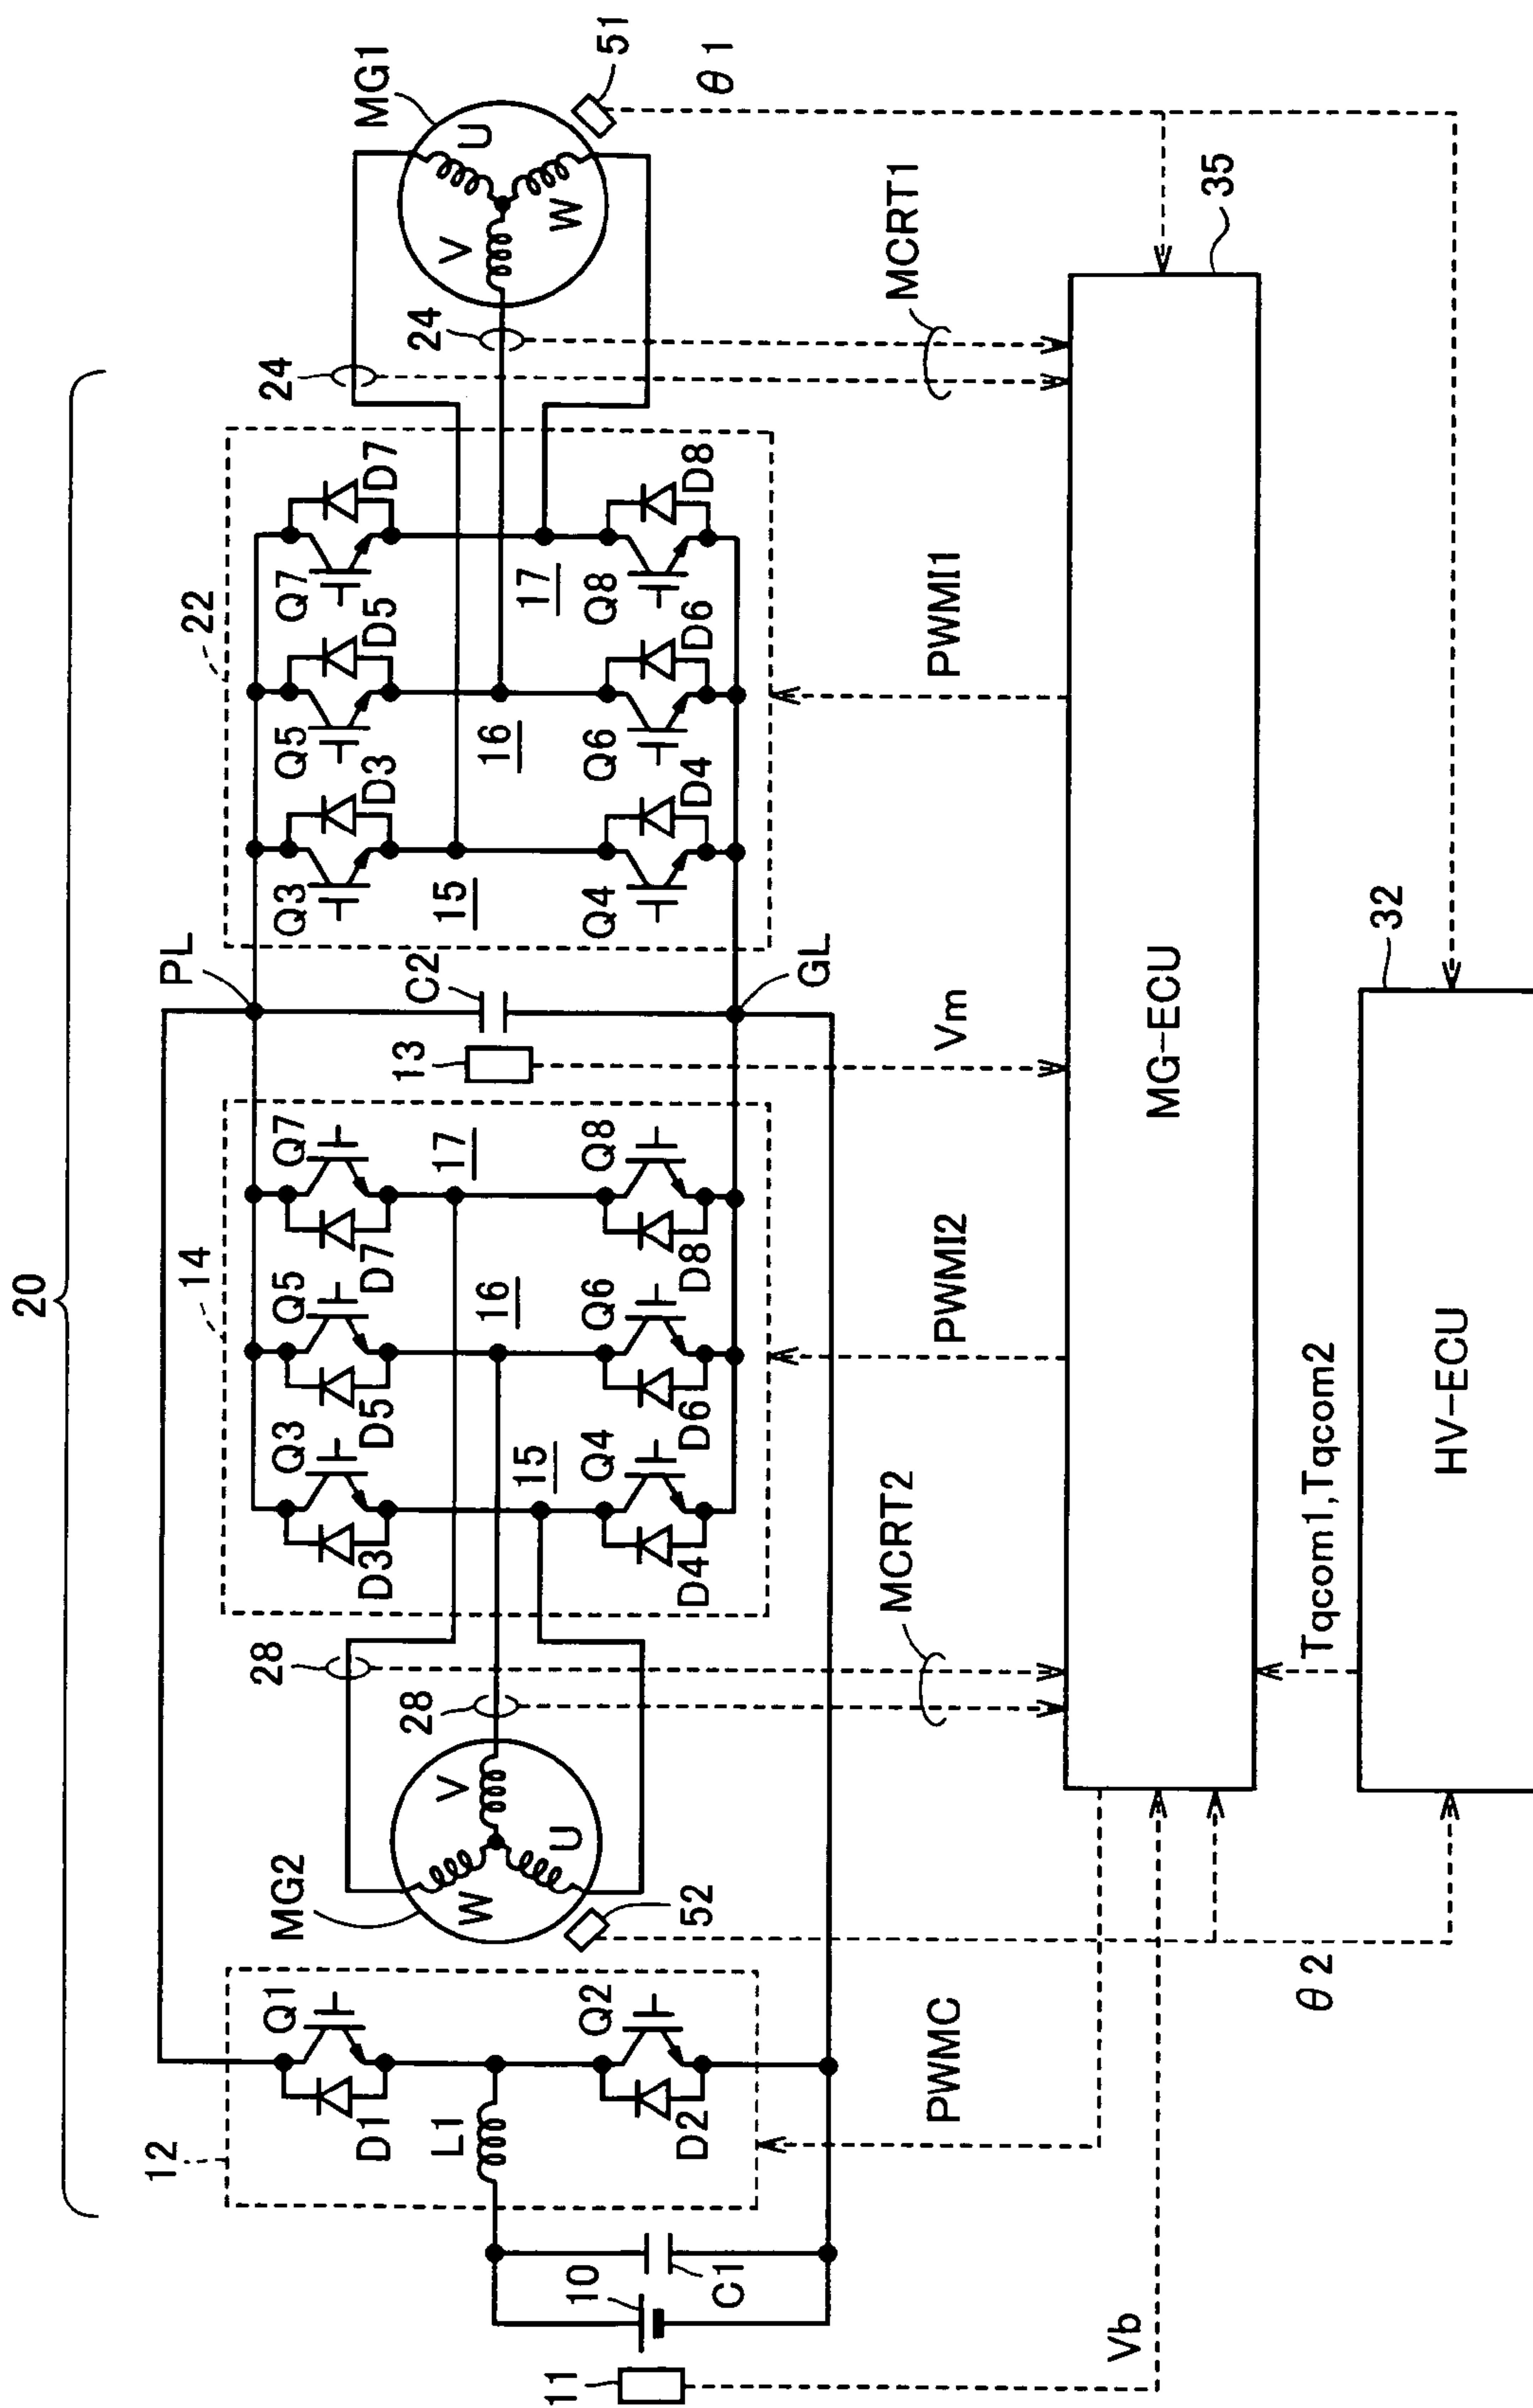 20
PL
C2
13
GL
Vm
12
Q1
D1
L1
Q2
D2
10
C1
11
Vb
PWMC
MG2
V
U
W
52
θ2
28
28
MCRT2
14
Q3
D3
Q5
D5
Q7
D7
15
16
17
Q4
D4
Q6
D6
Q8
D8
PWMI2
22
Q3
D3
Q5
D5
Q7
D7
15
16
17
Q4
D4
Q6
D6
Q8
D8
PWMI1
24
24
MCRT1
MG1
U
V
W
51
θ1
MG-ECU
35
Tqcom1,Tqcom2
HV-ECU
32